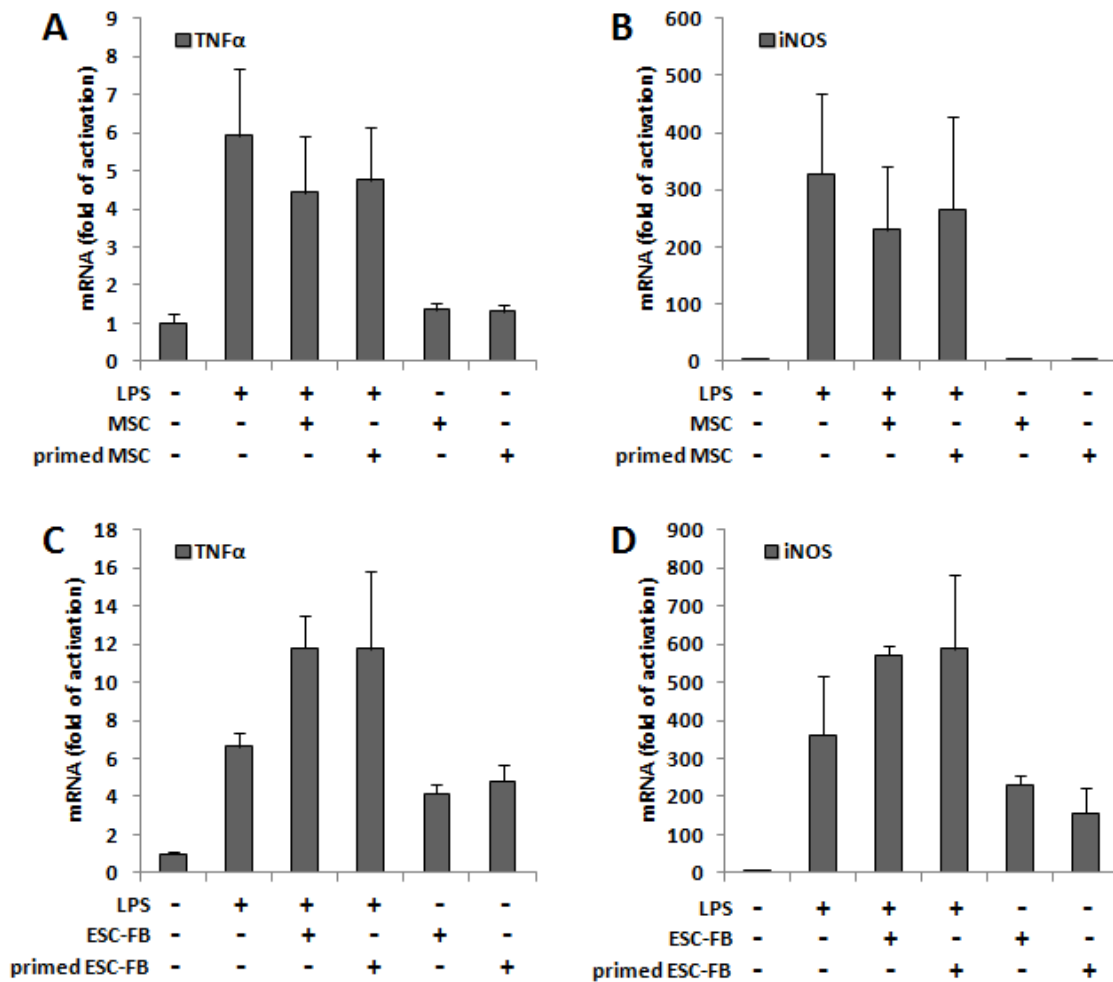 A
TNFα
mRNA (fold of activation)
9
8
7
6
5
4
3
2
1
0
LPS - + + + - -
MSC - - + - + -
primed MSC - - - + - +
B
iNOS
mRNA (fold of activation)
600
500
400
300
200
100
0
LPS - + + + - -
MSC - - + - + -
primed MSC - - - + - +
C
TNFα
mRNA (fold of activation)
18
16
14
12
10
8
6
4
2
0
LPS - + + + - -
ESC-FB - - + - + -
primed ESC-FB - - - + - +
D
iNOS
mRNA (fold of activation)
900
800
700
600
500
400
300
200
100
0
LPS - + + + - -
ESC-FB - - + - + -
primed ESC-FB - - - + - +